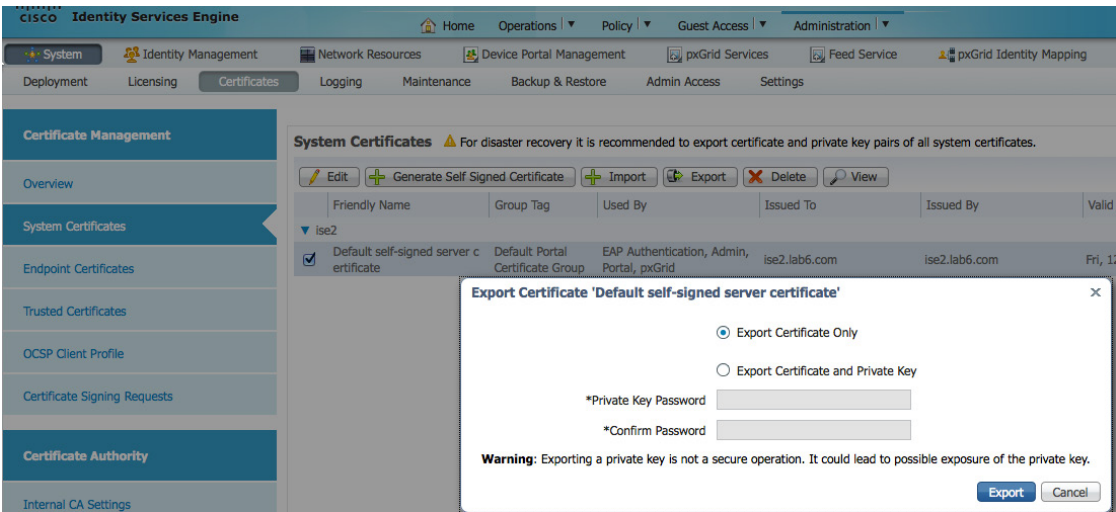 CISCO Identity Services Engine
Home Operations Policy Guest Access Administration
System Identity Management Network Resources Device Portal Management pxGrid Services Feed Service pxGrid Identity Mapping
Deployment Licensing Certificates Logging Maintenance Backup & Restore Admin Access Settings
Certificate Management
Overview
System Certificates
Endpoint Certificates
Trusted Certificates
OCSP Client Profile
Certificate Signing Requests
Certificate Authority
Internal CA Settings
System Certificates For disaster recovery it is recommended to export certificate and private key pairs of all system certificates.
Edit Generate Self Signed Certificate Import Export Delete View
Friendly Name Group Tag Used By Issued To Issued By Valid
ise2
Default self-signed server c Default Portal EAP Authentication, Admin, ise2.lab6.com ise2.lab6.com Fri, 12
ertificate Certificate Group Portal, pxGrid
Export Certificate 'Default self-signed server certificate'
Export Certificate Only
Export Certificate and Private Key
*Private Key Password
*Confirm Password
Warning: Exporting a private key is not a secure operation. It could lead to possible exposure of the private key.
Export Cancel